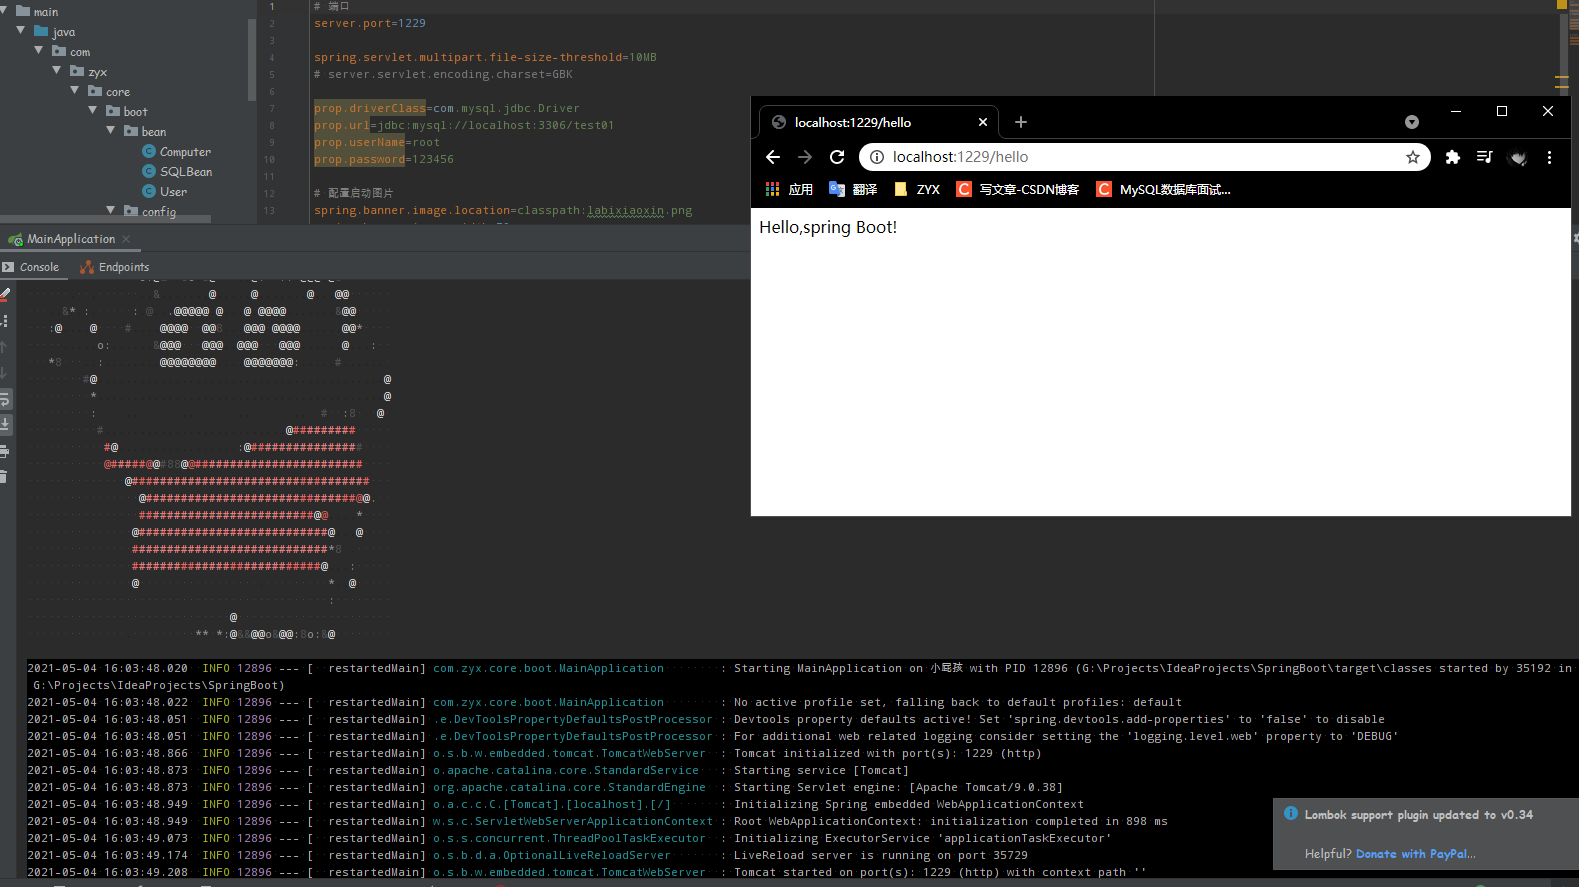 main
java
com
zyx
core
boot
bean
Computer
SQLBean
User
config
1 # 端口
2 server.port=1229
3
4 spring.servlet.multipart.file-size-threshold=10MB
5 # server.servlet.encoding.charset=GBK
6
7 prop.driverClass=com.mysql.jdbc.Driver
8 prop.url=jdbc:mysql://localhost:3306/test01
9 prop.userName=root
10 prop.password=123456
11
12 # 配置启动图片
13 spring.banner.image.location=classpath:labixiaoxin.png
localhost:1229/hello
localhost:1229/hello
应用 翻译 ZYX 写文章-CSDN博客 MySQL数据库面试...
Hello,spring Boot!
MainApplication
Console Endpoints
2021-05-04 16:03:48.020 INFO 12896 --- [ restartedMain] com.zyx.core.boot.MainApplication : Starting MainApplication on 小屁孩 with PID 12896 (G:\Projects\IdeaProjects\SpringBoot\target\classes started by 35192 in
G:\Projects\IdeaProjects\SpringBoot)
2021-05-04 16:03:48.022 INFO 12896 --- [ restartedMain] com.zyx.core.boot.MainApplication : No active profile set, falling back to default profiles: default
2021-05-04 16:03:48.051 INFO 12896 --- [ restartedMain] .e.DevToolsPropertyDefaultsPostProcessor : Devtools property defaults active! Set 'spring.devtools.add-properties' to 'false' to disable
2021-05-04 16:03:48.051 INFO 12896 --- [ restartedMain] .e.DevToolsPropertyDefaultsPostProcessor : For additional web related logging consider setting the 'logging.level.web' property to 'DEBUG'
2021-05-04 16:03:48.866 INFO 12896 --- [ restartedMain] o.s.b.w.embedded.tomcat.TomcatWebServer : Tomcat initialized with port(s): 1229 (http)
2021-05-04 16:03:48.873 INFO 12896 --- [ restartedMain] o.apache.catalina.core.StandardService : Starting service [Tomcat]
2021-05-04 16:03:48.873 INFO 12896 --- [ restartedMain] org.apache.catalina.core.StandardEngine : Starting Servlet engine: [Apache Tomcat/9.0.38]
2021-05-04 16:03:48.949 INFO 12896 --- [ restartedMain] o.a.c.c.C.[Tomcat].[localhost].[/] : Initializing Spring embedded WebApplicationContext
2021-05-04 16:03:48.949 INFO 12896 --- [ restartedMain] w.s.c.ServletWebServerApplicationContext : Root WebApplicationContext: initialization completed in 898 ms
2021-05-04 16:03:49.073 INFO 12896 --- [ restartedMain] o.s.s.concurrent.ThreadPoolTaskExecutor : Initializing ExecutorService 'applicationTaskExecutor'
2021-05-04 16:03:49.174 INFO 12896 --- [ restartedMain] o.s.b.d.a.OptionalLiveReloadServer : LiveReload server is running on port 35729
2021-05-04 16:03:49.208 INFO 12896 --- [ restartedMain] o.s.b.w.embedded.tomcat.TomcatWebServer : Tomcat started on port(s): 1229 (http) with context path ''
Lombok support plugin updated to v0.34
Helpful? Donate with PayPal...